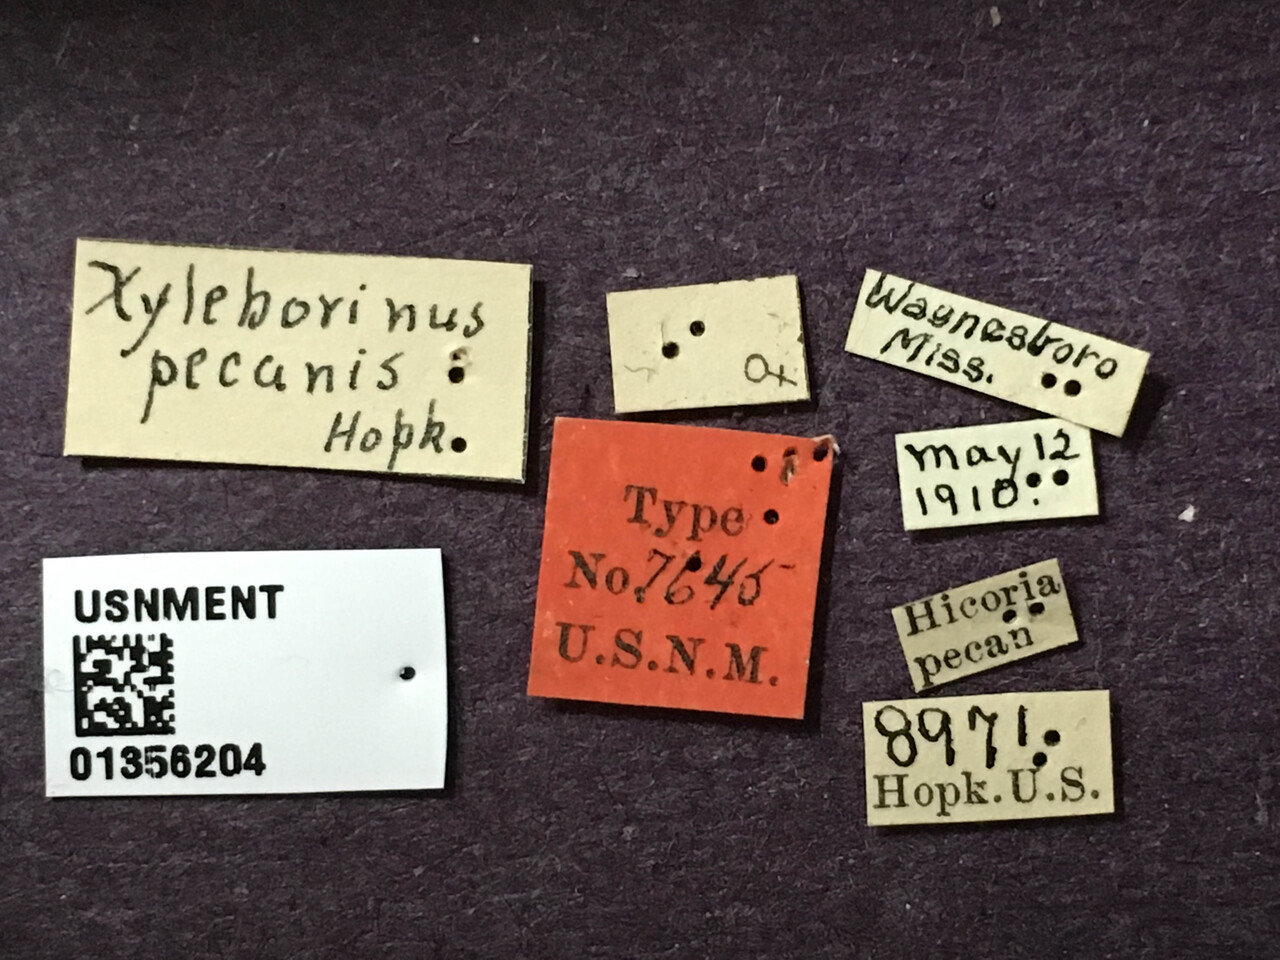 Xyleborinus
pecanis
Hopk.
♀
Waynesboro
Miss.
May 12
1910.
Type
No. 7645
U.S.N.M.
Hicoria
pecan
8971
Hopk. U.S.
USNMENT
01356204